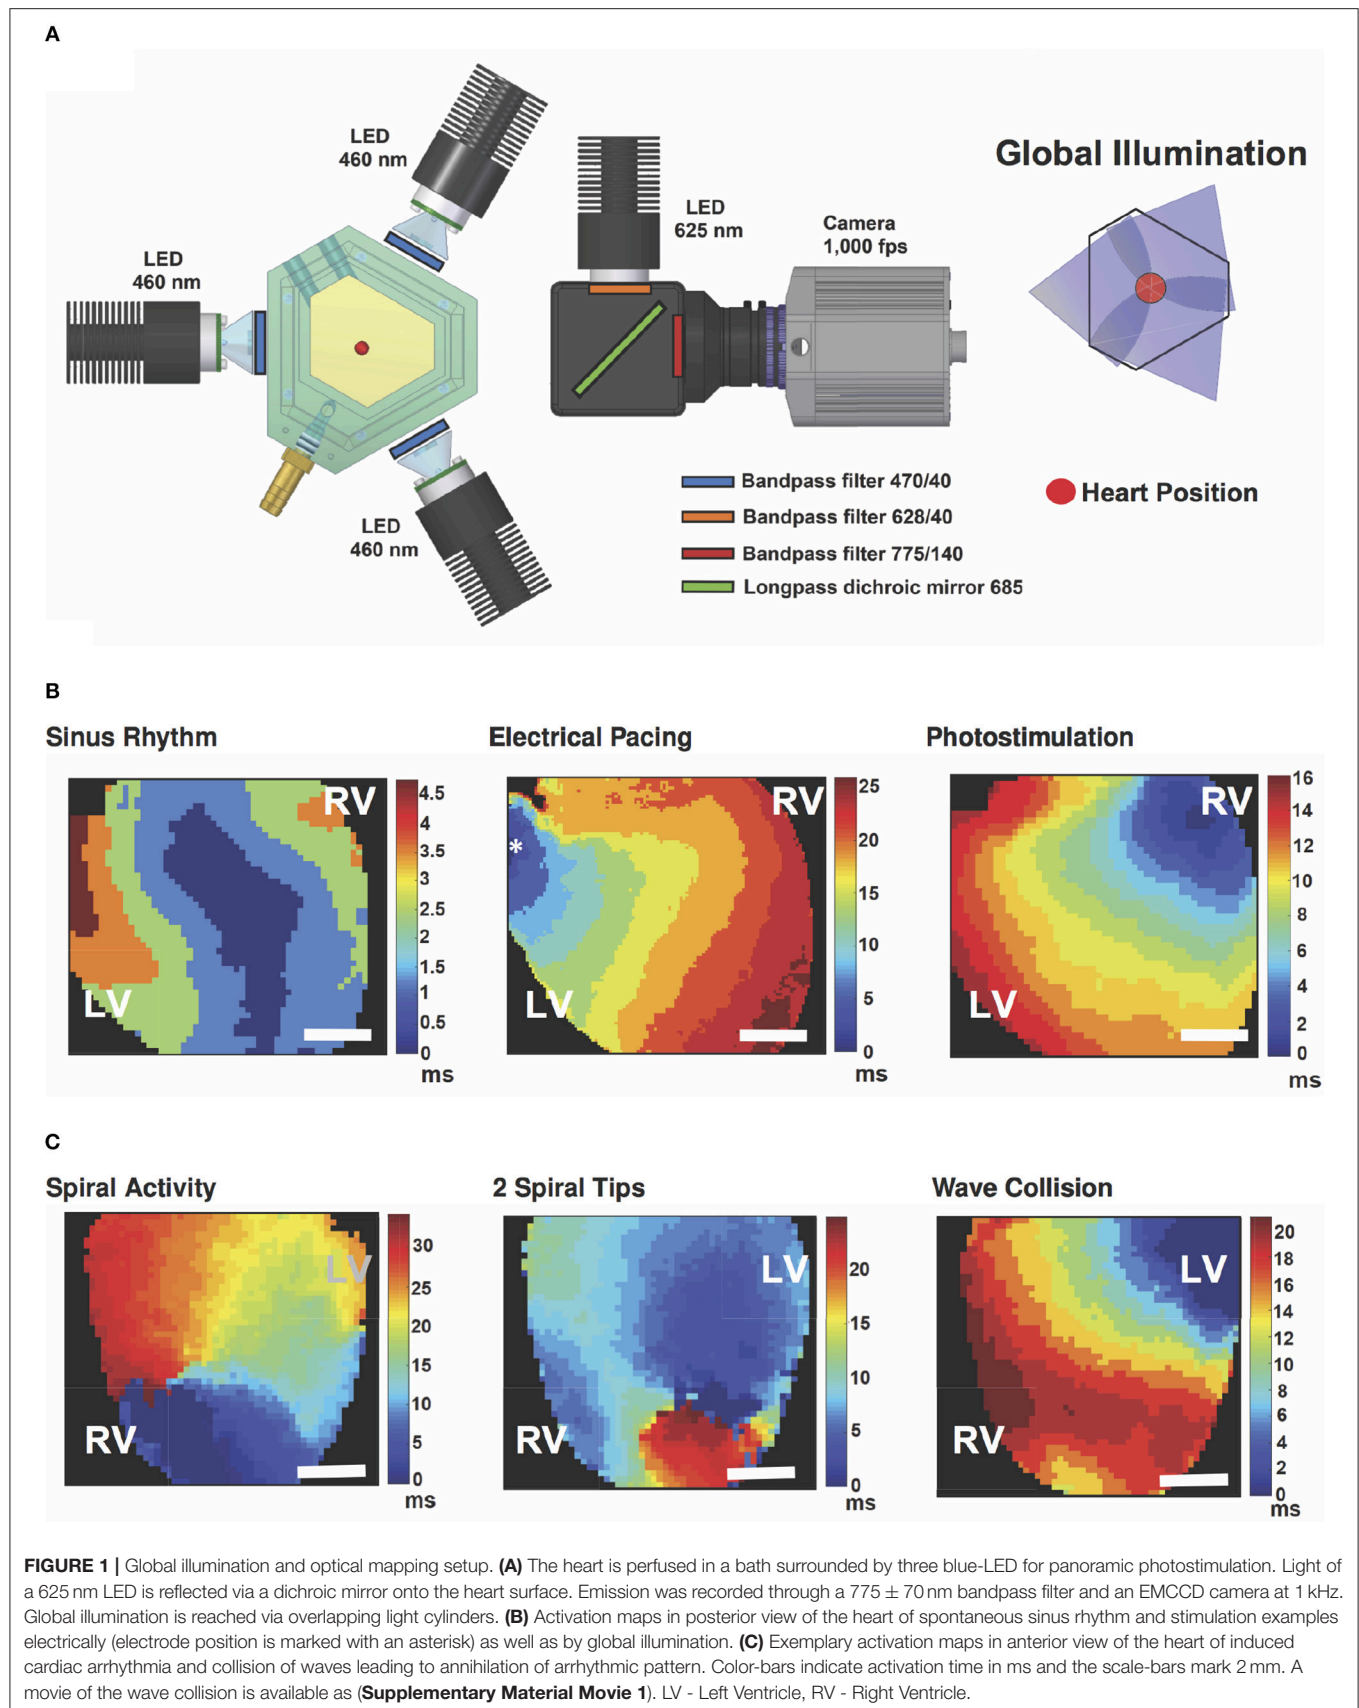 A
LED
460 nm
LED
460 nm
LED
460 nm
LED
625 nm
Camera
1,000 fps
Global Illumination
Heart Position
Bandpass filter 470/40
Bandpass filter 628/40
Bandpass filter 775/140
Longpass dichroic mirror 685
B
Sinus Rhythm
RV
LV
4.5
4
3.5
3
2.5
2
1.5
1
0.5
0
ms
Electrical Pacing
RV
*
LV
25
20
15
10
5
0
ms
Photostimulation
RV
LV
16
14
12
10
8
6
4
2
0
ms
C
Spiral Activity
LV
RV
30
25
20
15
10
5
0
ms
2 Spiral Tips
LV
RV
20
15
10
5
0
ms
Wave Collision
LV
RV
20
18
16
14
12
10
8
6
4
2
0
ms
FIGURE 1 | Global illumination and optical mapping setup. (A) The heart is perfused in a bath surrounded by three blue-LED for panoramic photostimulation. Light of
a 625 nm LED is reflected via a dichroic mirror onto the heart surface. Emission was recorded through a 775 ± 70 nm bandpass filter and an EMCCD camera at 1 kHz.
Global illumination is reached via overlapping light cylinders. (B) Activation maps in posterior view of the heart of spontaneous sinus rhythm and stimulation examples
electrically (electrode position is marked with an asterisk) as well as by global illumination. (C) Exemplary activation maps in anterior view of the heart of induced
cardiac arrhythmia and collision of waves leading to annihilation of arrhythmic pattern. Color-bars indicate activation time in ms and the scale-bars mark 2 mm. A
movie of the wave collision is available as (Supplementary Material Movie 1). LV - Left Ventricle, RV - Right Ventricle.